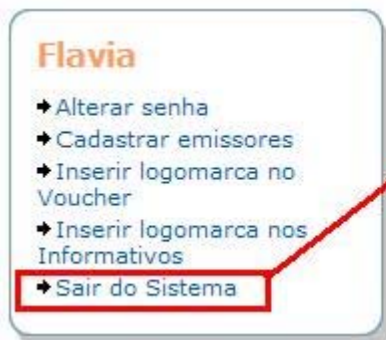 Flavia
Alterar senha
Cadastrar emissores
Inserir logomarca no
Voucher
Inserir logomarca nos
Informativos
Sair do Sistema